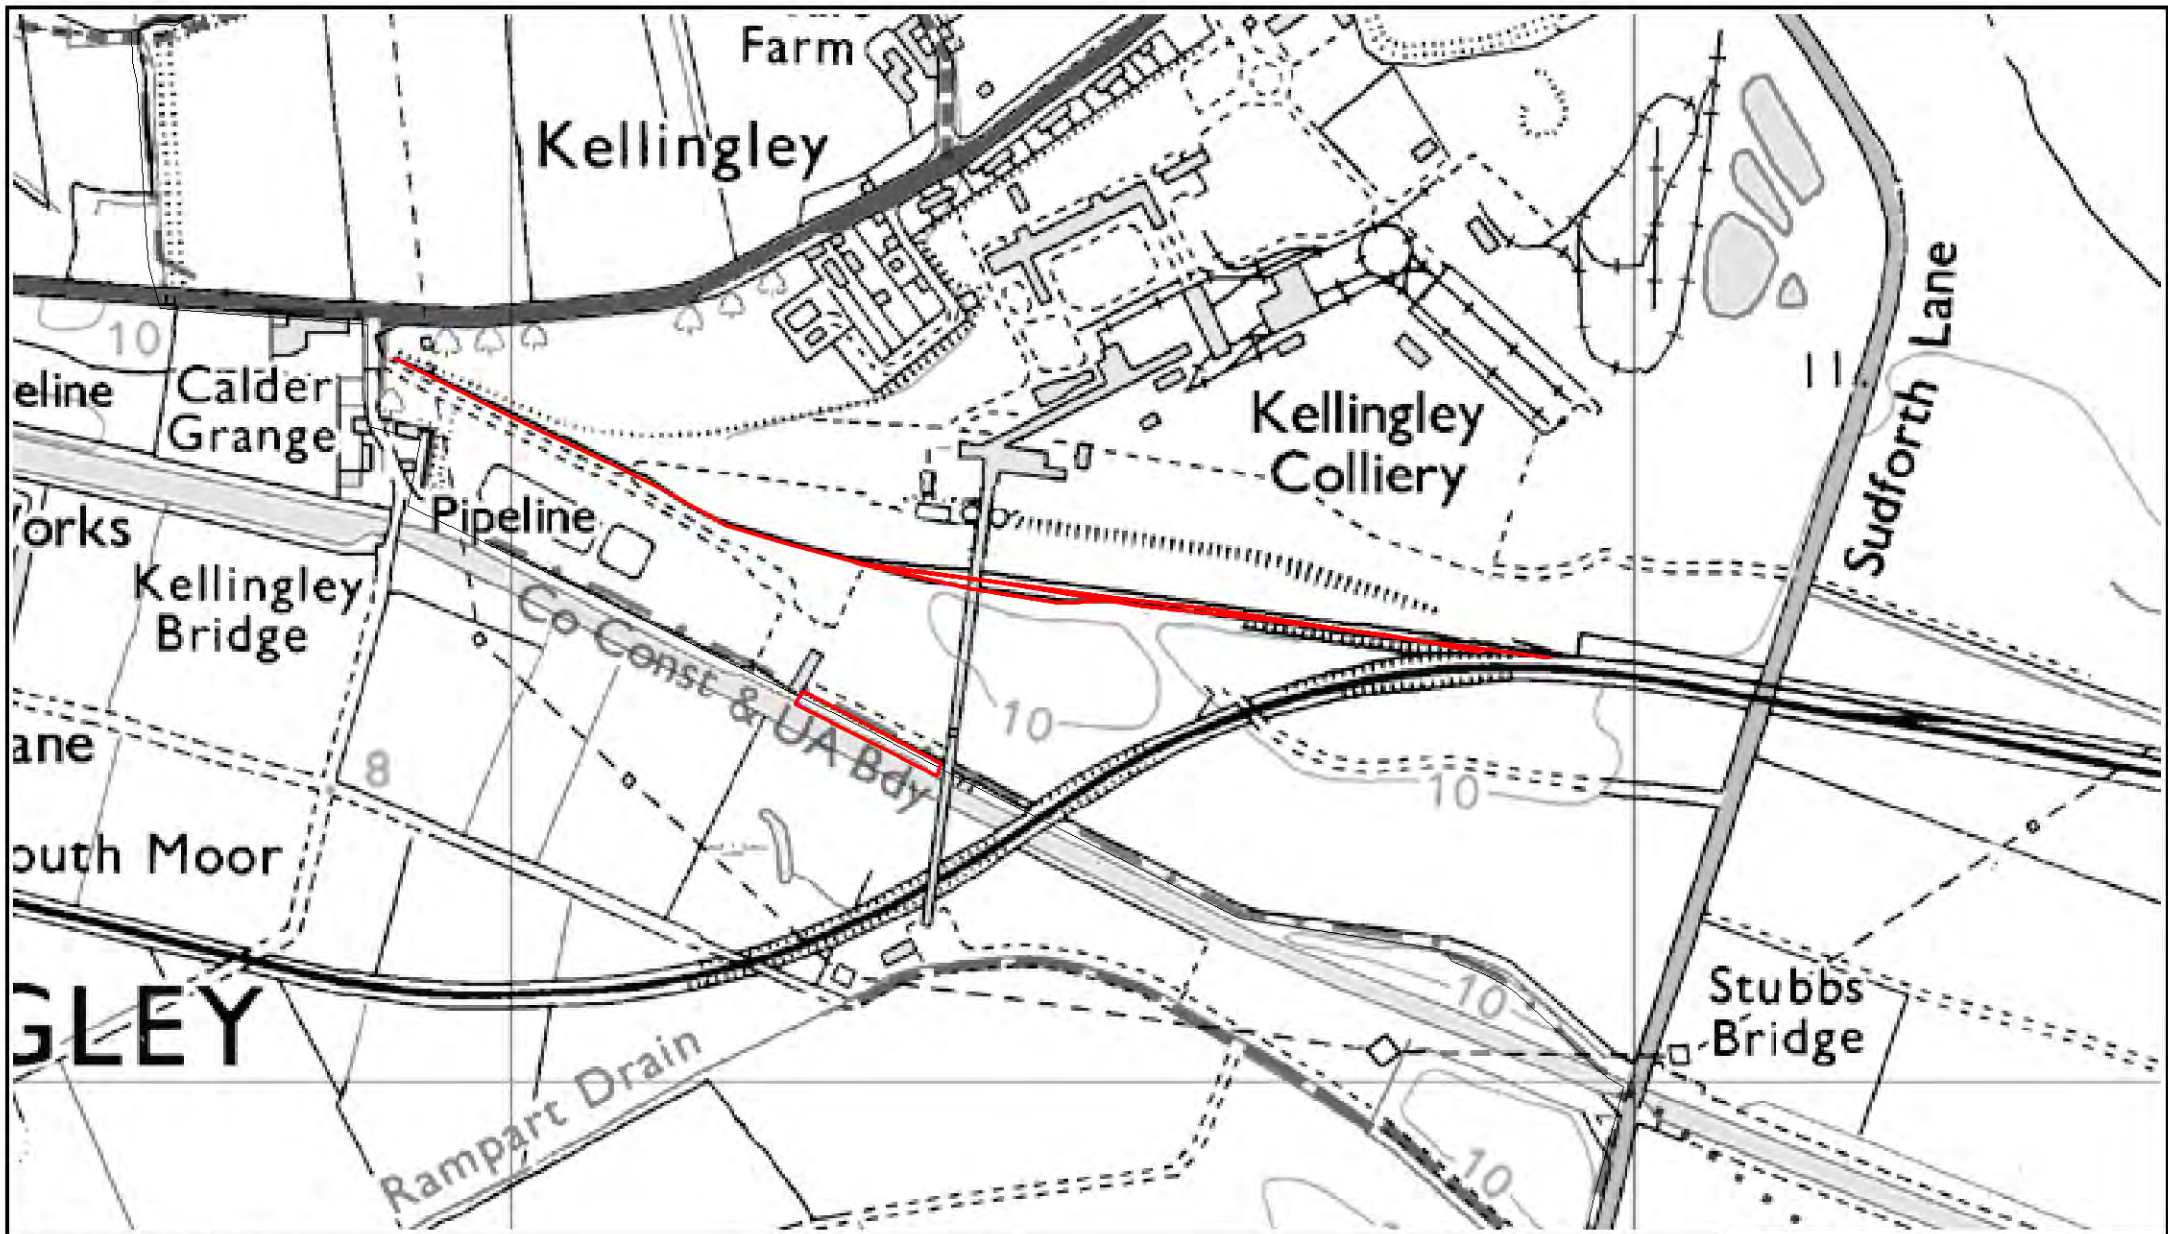 Farm
Kellingley
10
Calder
Grange
eline
11
Sudforth Lane
Kellingley
Colliery
Pipeline
orks
Kellingley
Bridge
Co Const & UA Bdy
10
ane
8
10
outh Moor
GLEY
10
Stubbs
Bridge
Rampart Drain
10